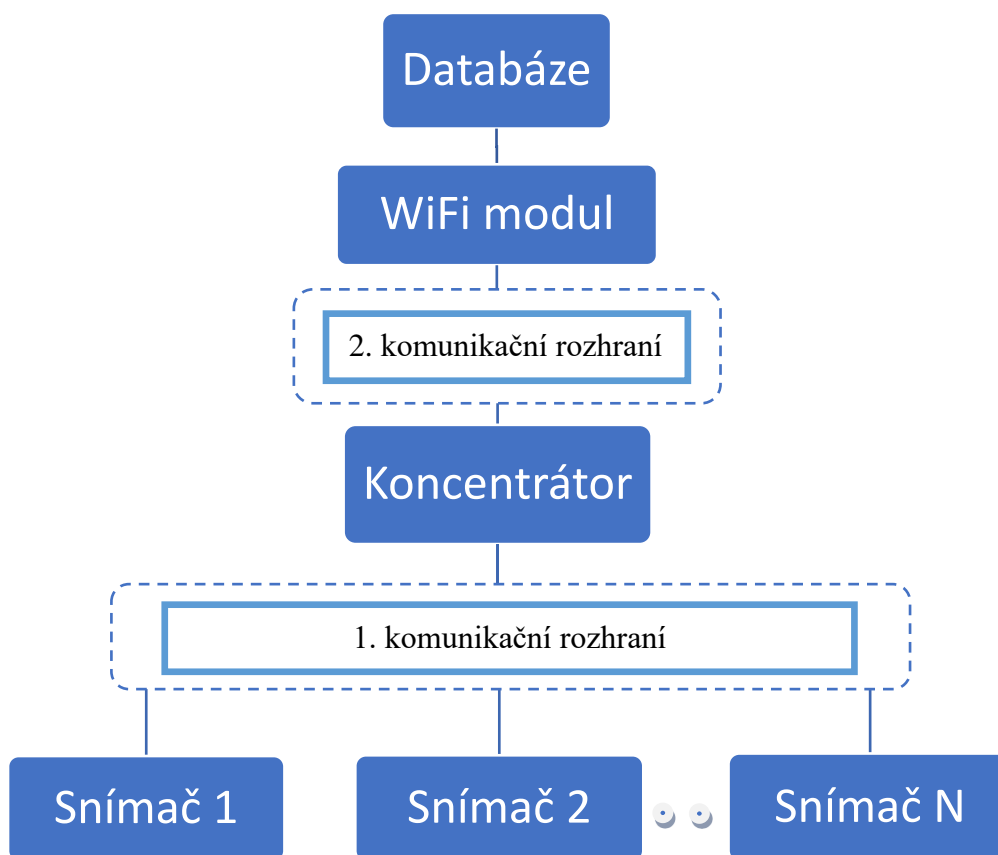 Databáze
WiFi modul
2. komunikační rozhraní
Koncentrátor
1. komunikační rozhraní
Snímač 1
Snímač 2
Snímač N